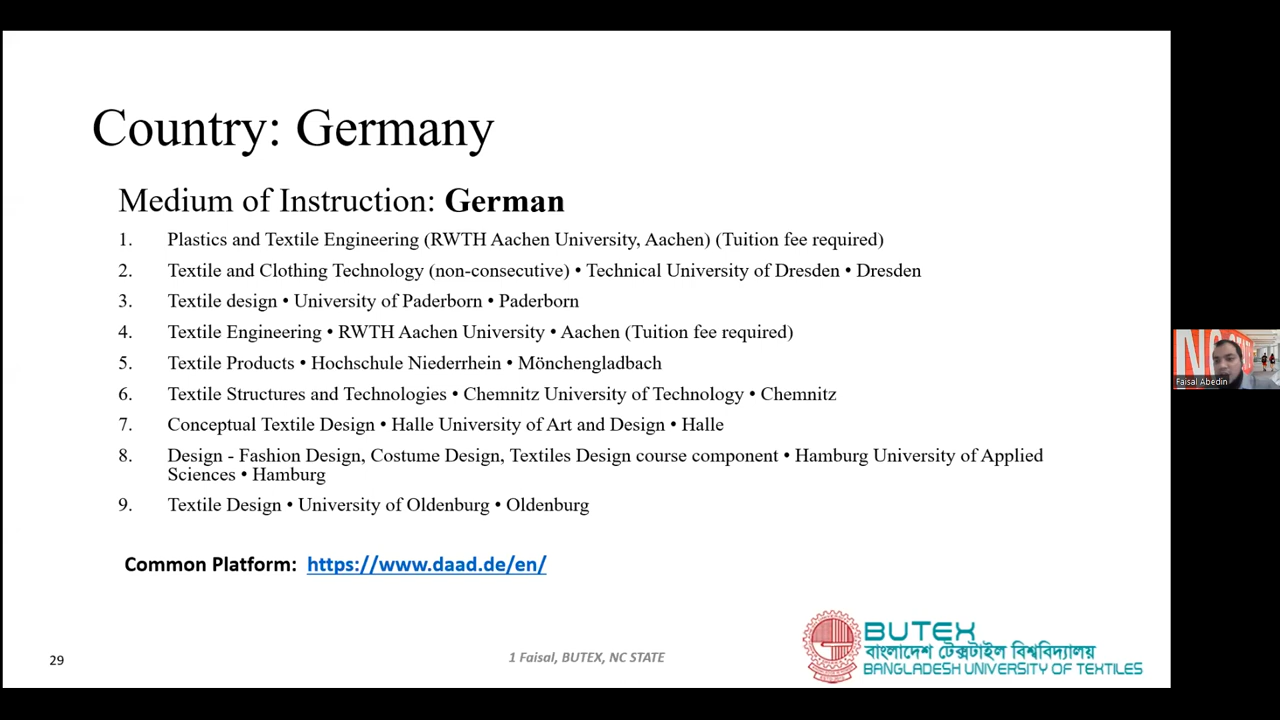 Country: Germany
Medium of Instruction: German
1. Plastics and Textile Engineering (RWTH Aachen University, Aachen) (Tuition fee required)
2. Textile and Clothing Technology (non-consecutive) • Technical University of Dresden • Dresden
3. Textile design • University of Paderborn • Paderborn
4. Textile Engineering • RWTH Aachen University • Aachen (Tuition fee required)
5. Textile Products • Hochschule Niederrhein • Mönchengladbach
6. Textile Structures and Technologies • Chemnitz University of Technology • Chemnitz
7. Conceptual Textile Design • Halle University of Art and Design • Halle
8. Design - Fashion Design, Costume Design, Textiles Design course component • Hamburg University of Applied
Sciences • Hamburg
9. Textile Design • University of Oldenburg • Oldenburg
Common Platform: https://www.daad.de/en/
29
1 Faisal, BUTEX, NC STATE
BUTEX
বাংলাদেশ টেক্সটাইল বিশ্ববিদ্যালয়
BANGLADESH UNIVERSITY OF TEXTILES
Faisal Abedin